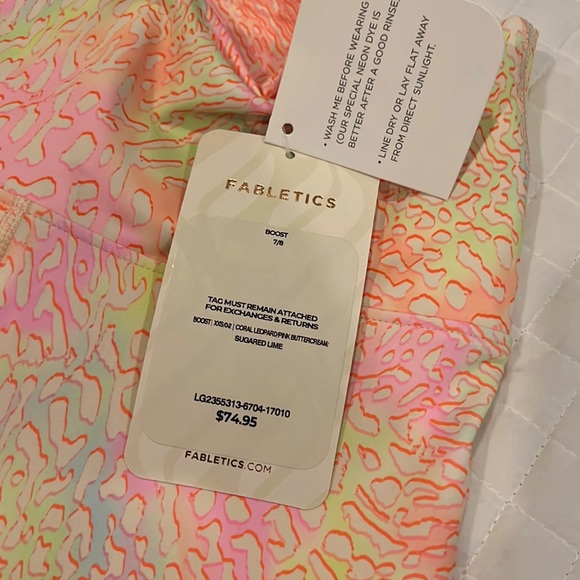 • WASH ME BEFORE WEARING
(OUR SPECIAL NEON DYE IS
BETTER AFTER A GOOD RINSE
• LINE DRY OR LAY FLAT AWAY
FROM DIRECT SUNLIGHT.
FABLETICS
BOOST
7/8
TAG MUST REMAIN ATTACHED
FOR EXCHANGES & RETURNS
BOOST | XXS/0/2 | CORAL LEOPARD/PINK BUTTERCREAM:
SUGARED LIME
LG2355313-6704-17010
$74.95
FABLETICS.COM